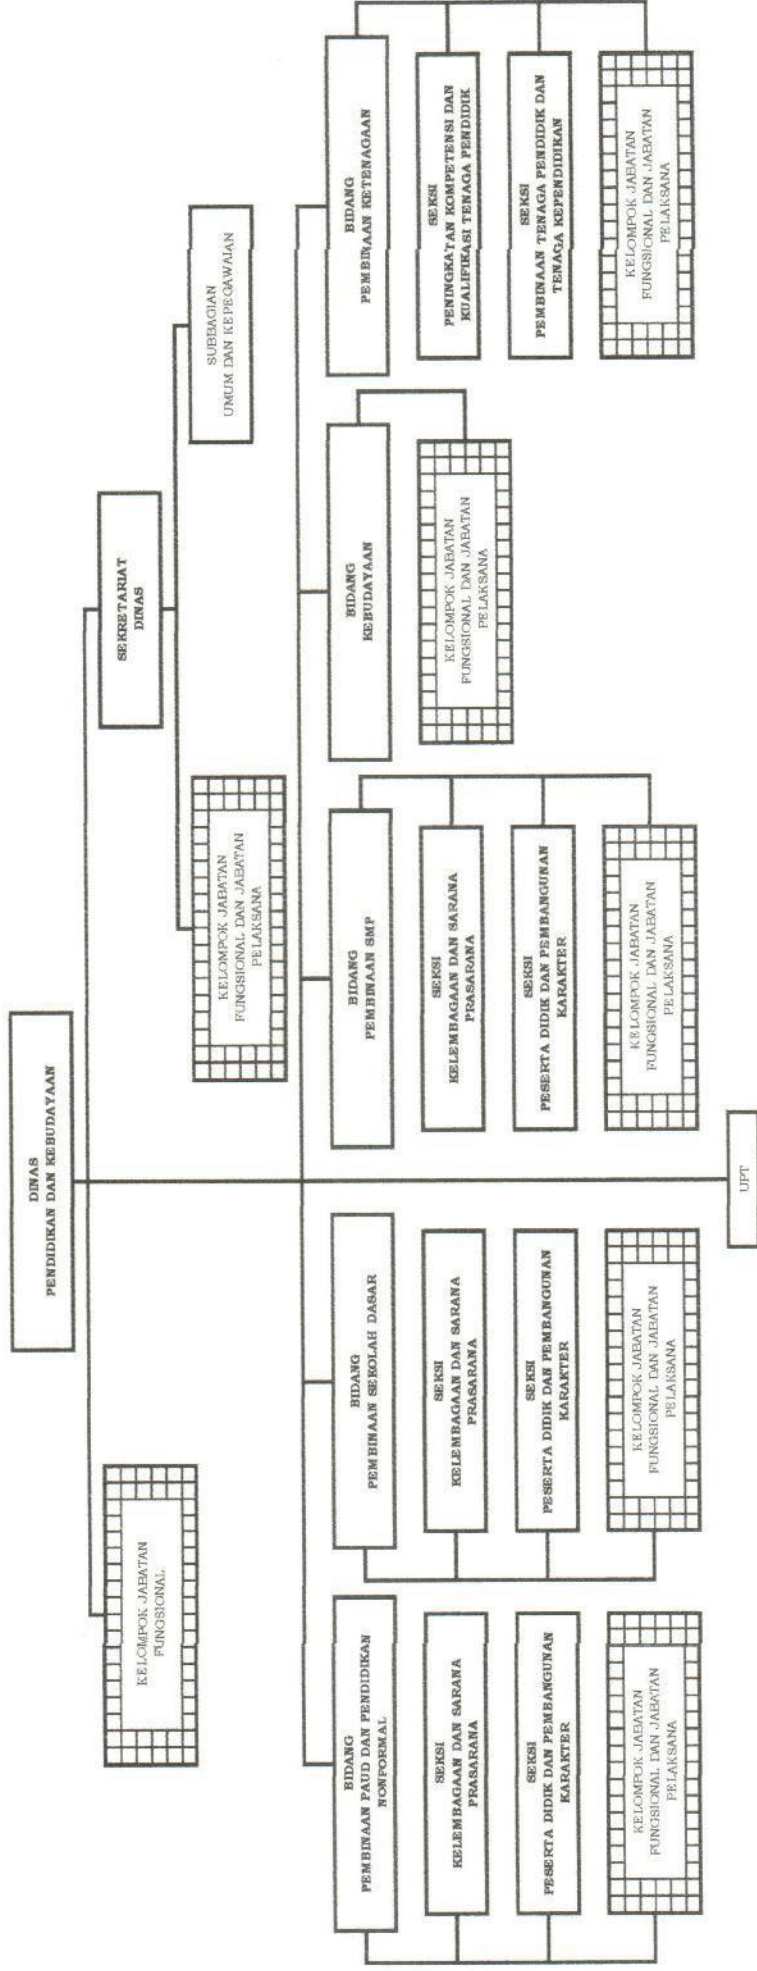 DINAS
PENDIDIKAN DAN KEBUDAYAAN
KELOMPOK JABATAN
FUNGSIONAL
SEKRETARIAT
DINAS
KELOMPOK JABATAN
FUNGSIONAL DAN JABATAN
PELAKSANA
SUBBAGIAN
UMUM DAN KEPEGAWAIAN
BIDANG
PEMBINAAN PAUD DAN PENDIDIKAN
NONFORMAL
SEKSI
KELEMBAGAAN DAN SARANA
PRASARANA
SEKSI
PESERTA DIDIK DAN PEMBANGUNAN
KARAKTER
KELOMPOK JABATAN
FUNGSIONAL DAN JABATAN
PELAKSANA
BIDANG
PEMBINAAN SEKOLAH DASAR
SEKSI
KELEMBAGAAN DAN SARANA
PRASARANA
SEKSI
PESERTA DIDIK DAN PEMBANGUNAN
KARAKTER
KELOMPOK JABATAN
FUNGSIONAL DAN JABATAN
PELAKSANA
BIDANG
PEMBINAAN SMP
SEKSI
KELEMBAGAAN DAN SARANA
PRASARANA
SEKSI
PESERTA DIDIK DAN PEMBANGUNAN
KARAKTER
KELOMPOK JABATAN
FUNGSIONAL DAN JABATAN
PELAKSANA
BIDANG
KEBUDAYAAN
KELOMPOK JABATAN
FUNGSIONAL DAN JABATAN
PELAKSANA
BIDANG
PEMBINAAN KETENAGAAN
SEKSI
PENINGKATAN KOMPETENSI DAN
KUALIFIKASI TENAGA PENDIDIK
SEKSI
PEMBINAAN TENAGA PENDIDIK DAN
TENAGA KEPENDIDIKAN
KELOMPOK JABATAN
FUNGSIONAL DAN JABATAN
PELAKSANA
UPT